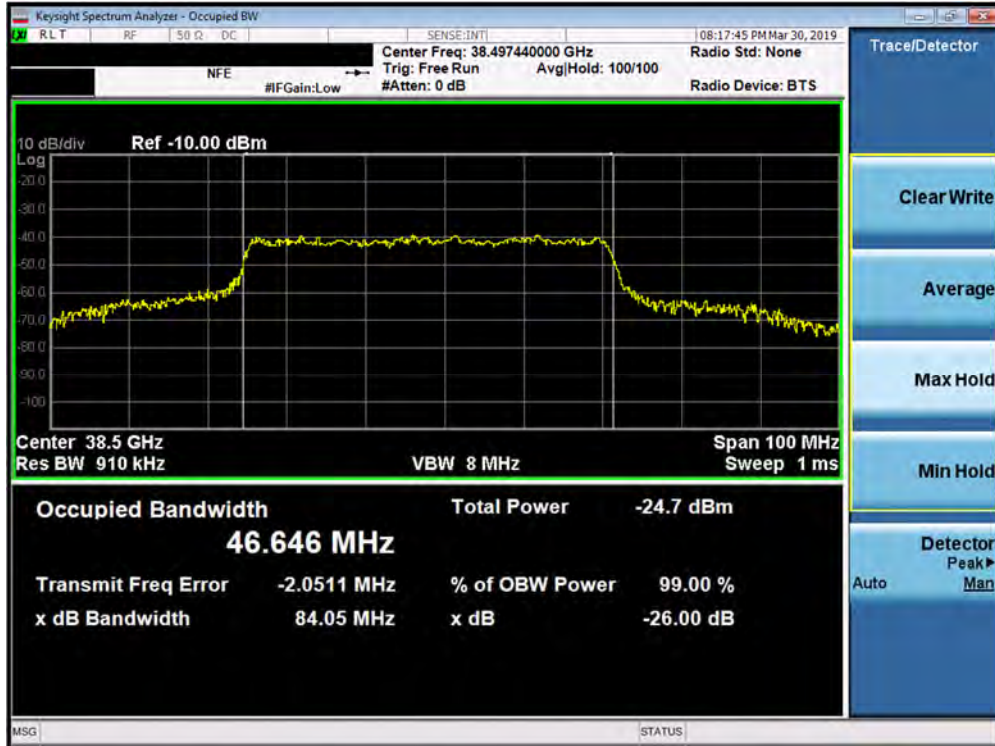 Keysight Spectrum Analyzer - Occupied BW
LXI RLT RF 50 Ω DC SENSE:INT 08:17:45 PM Mar 30, 2019
Center Freq: 38.497440000 GHz Radio Std: None
NFE Trig: Free Run Avg|Hold: 100/100
#IFGain:Low #Atten: 0 dB Radio Device: BTS
10 dB/div Ref -10.00 dBm
Log
-20.0
-30.0
-40.0
-50.0
-60.0
-70.0
-80.0
-90.0
-100
Center 38.5 GHz Span 100 MHz
Res BW 910 kHz VBW 8 MHz Sweep 1 ms
Occupied Bandwidth Total Power -24.7 dBm
46.646 MHz
Transmit Freq Error -2.0511 MHz % of OBW Power 99.00 %
x dB Bandwidth 84.05 MHz x dB -26.00 dB
MSG STATUS
Trace/Detector
Clear Write
Average
Max Hold
Min Hold
Detector
Peak▶
Auto Man